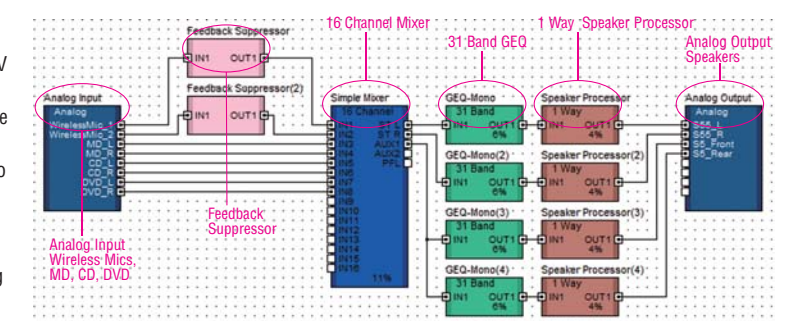 V
e
o
g
16 Channel Mixer
1 Way Speaker Processor
31 Band GEQ
Analog Output
Speakers
Feedback
Suppressor
Analog Input
Wireless Mics,
MD, CD, DVD
Feedback Suppressor
IN1 OUT1
Feedback Suppressor(2)
IN1 OUT1
Analog Input
Analog
WirelessMic_1
WirelessMic_2
MD_L
MD_R
CD_L
CD_R
DVD_L
DVD_R
Simple Mixer
16 Channel
IN1 ST L
IN2 ST R
IN3 AUX1
IN4 AUX2
IN5 PFL
IN6
IN7
IN8
IN9
IN10
IN11
IN12
IN13
IN14
IN15
IN16
11%
GEQ-Mono
31 Band
IN1 OUT1
6%
GEQ-Mono(2)
31 Band
IN1 OUT1
6%
GEQ-Mono(3)
31 Band
IN1 OUT1
6%
GEQ-Mono(4)
31 Band
IN1 OUT1
6%
Speaker Processor
1 Way
IN1 OUT1
4%
Speaker Processor(2)
1 Way
IN1 OUT1
4%
Speaker Processor(3)
1 Way
IN1 OUT1
4%
Speaker Processor(4)
1 Way
IN1 OUT1
4%
Analog Output
Analog
S55_L
S55_R
S5_Front
S5_Rear